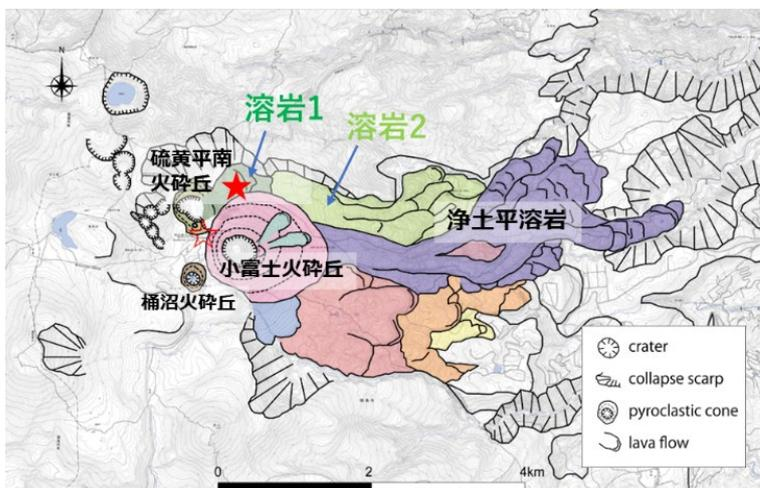 N
溶岩1
溶岩2
硫黄平南
火砕丘
浄土平溶岩
小富士火砕丘
桶沼火砕丘
crater
collapse scarp
pyroclastic cone
lava flow
0
2
4km